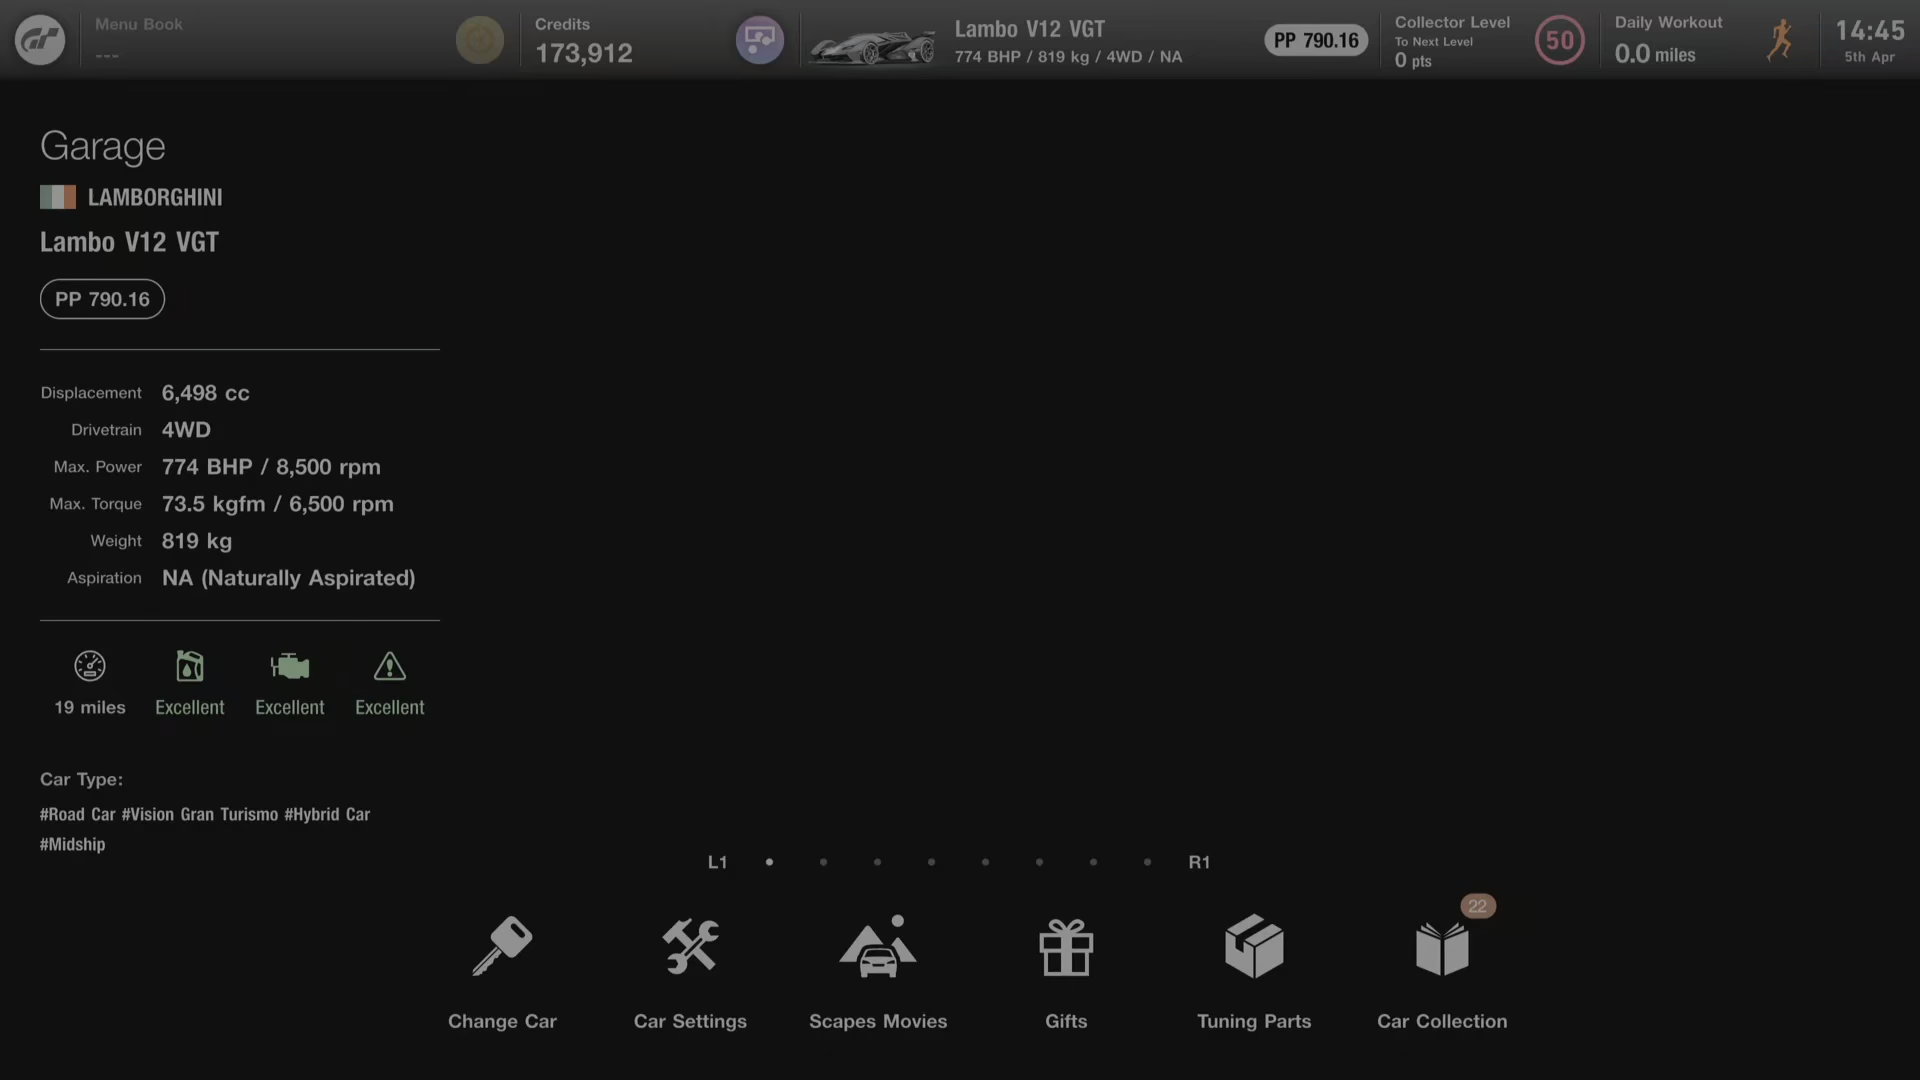 Menu Book
---
Credits
173,912
Lambo V12 VGT
774 BHP / 819 kg / 4WD / NA
PP 790.16
Collector Level
To Next Level
0 pts
50
Daily Workout
0.0 miles
14:45
5th Apr
Garage
LAMBORGHINI
Lambo V12 VGT
PP 790.16
Displacement 6,498 cc
Drivetrain 4WD
Max. Power 774 BHP / 8,500 rpm
Max. Torque 73.5 kgfm / 6,500 rpm
Weight 819 kg
Aspiration NA (Naturally Aspirated)
19 miles Excellent Excellent Excellent
Car Type:
#Road Car #Vision Gran Turismo #Hybrid Car
#Midship
L1 R1
22
Change Car Car Settings Scapes Movies Gifts Tuning Parts Car Collection